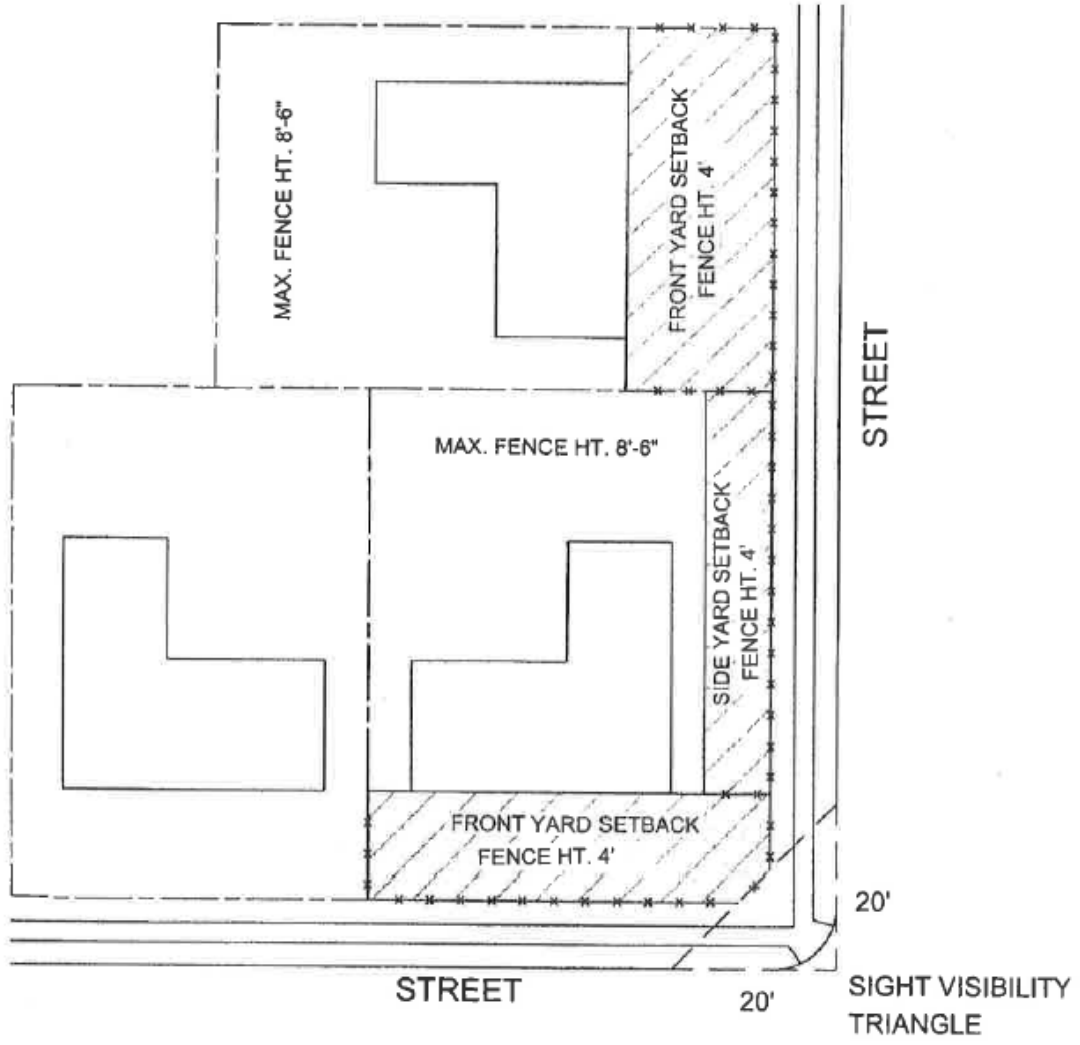 MAX. FENCE HT. 8'-6"
FRONT YARD SETBACK
FENCE HT. 4'
STREET
MAX. FENCE HT. 8'-6"
SIDE YARD SETBACK
FENCE HT. 4'
FRONT YARD SETBACK
FENCE HT. 4'
20'
STREET
20'
SIGHT VISIBILITY
TRIANGLE